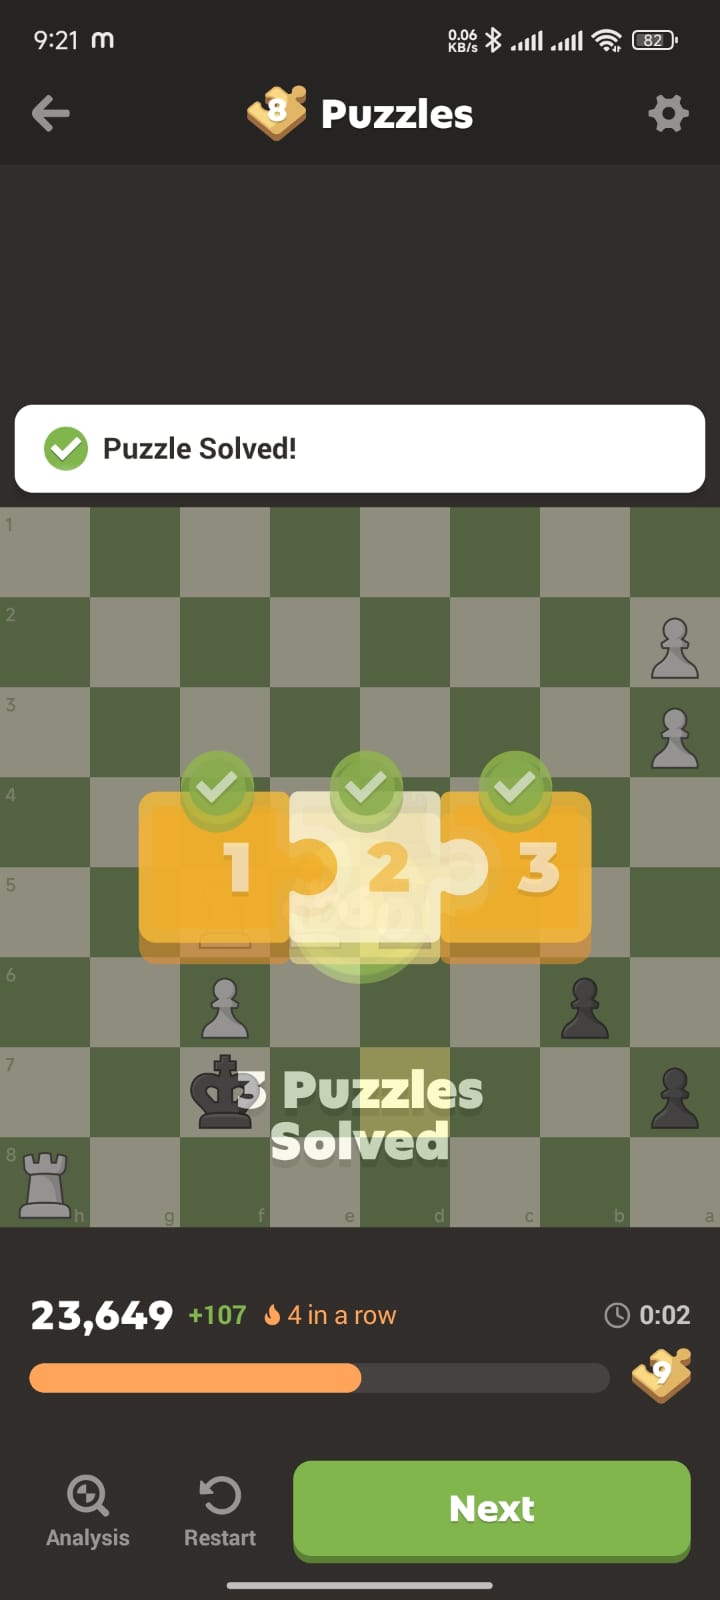 9:21 m 0.06 KB/s 82
8 Puzzles
Puzzle Solved!
1
2
3
4
1 2 3
5
6
7
3 Puzzles
Solved
8
h g f e d c b a
23,649 +107 4 in a row 0:02
9
Analysis Restart Next